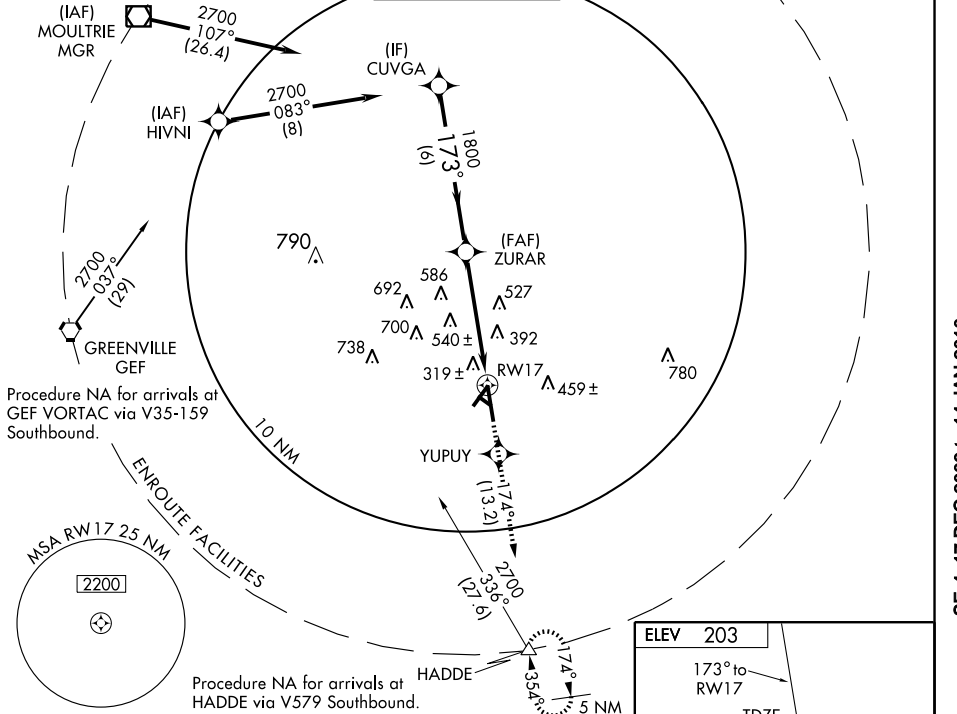 (IAF)
MOULTRIE
MGR
2700
107°
(26.4)
(IF)
CUVGA
(IAF)
HIVNI
2700
083°
(8)
1800
173°
(6)
(FAF)
ZURAR
790
586
692
527
700
540 ±
392
738
319 ±
RW17
459 ±
780
2700
037°
(29)
GREENVILLE
GEF
Procedure NA for arrivals at
GEF VORTAC via V35-159
Southbound.
10 NM
YUPUY
174°
(13.2)
2700
336°
(27.6)
ENROUTE FACILITIES
MSA RW17 25 NM
2200
HADDE
174°
354°
5 NM
Procedure NA for arrivals at
HADDE via V579 Southbound.
ELEV 203
173° to
RW17
TDZE